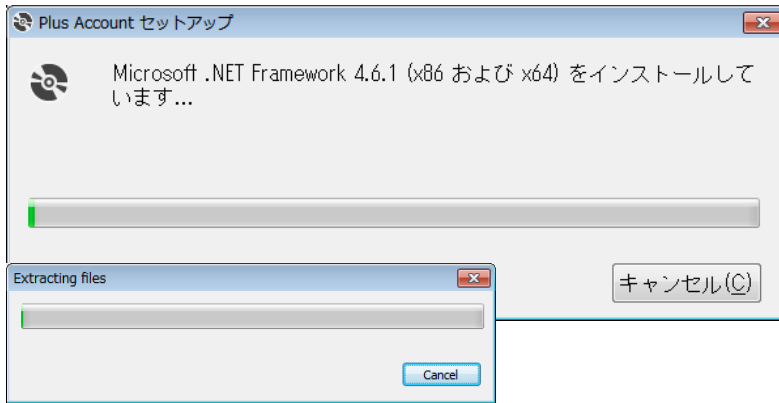 Plus Account セットアップ
Microsoft .NET Framework 4.6.1 (x86 および x64) をインストールして
います...
キャンセル(C)
Extracting files
Cancel